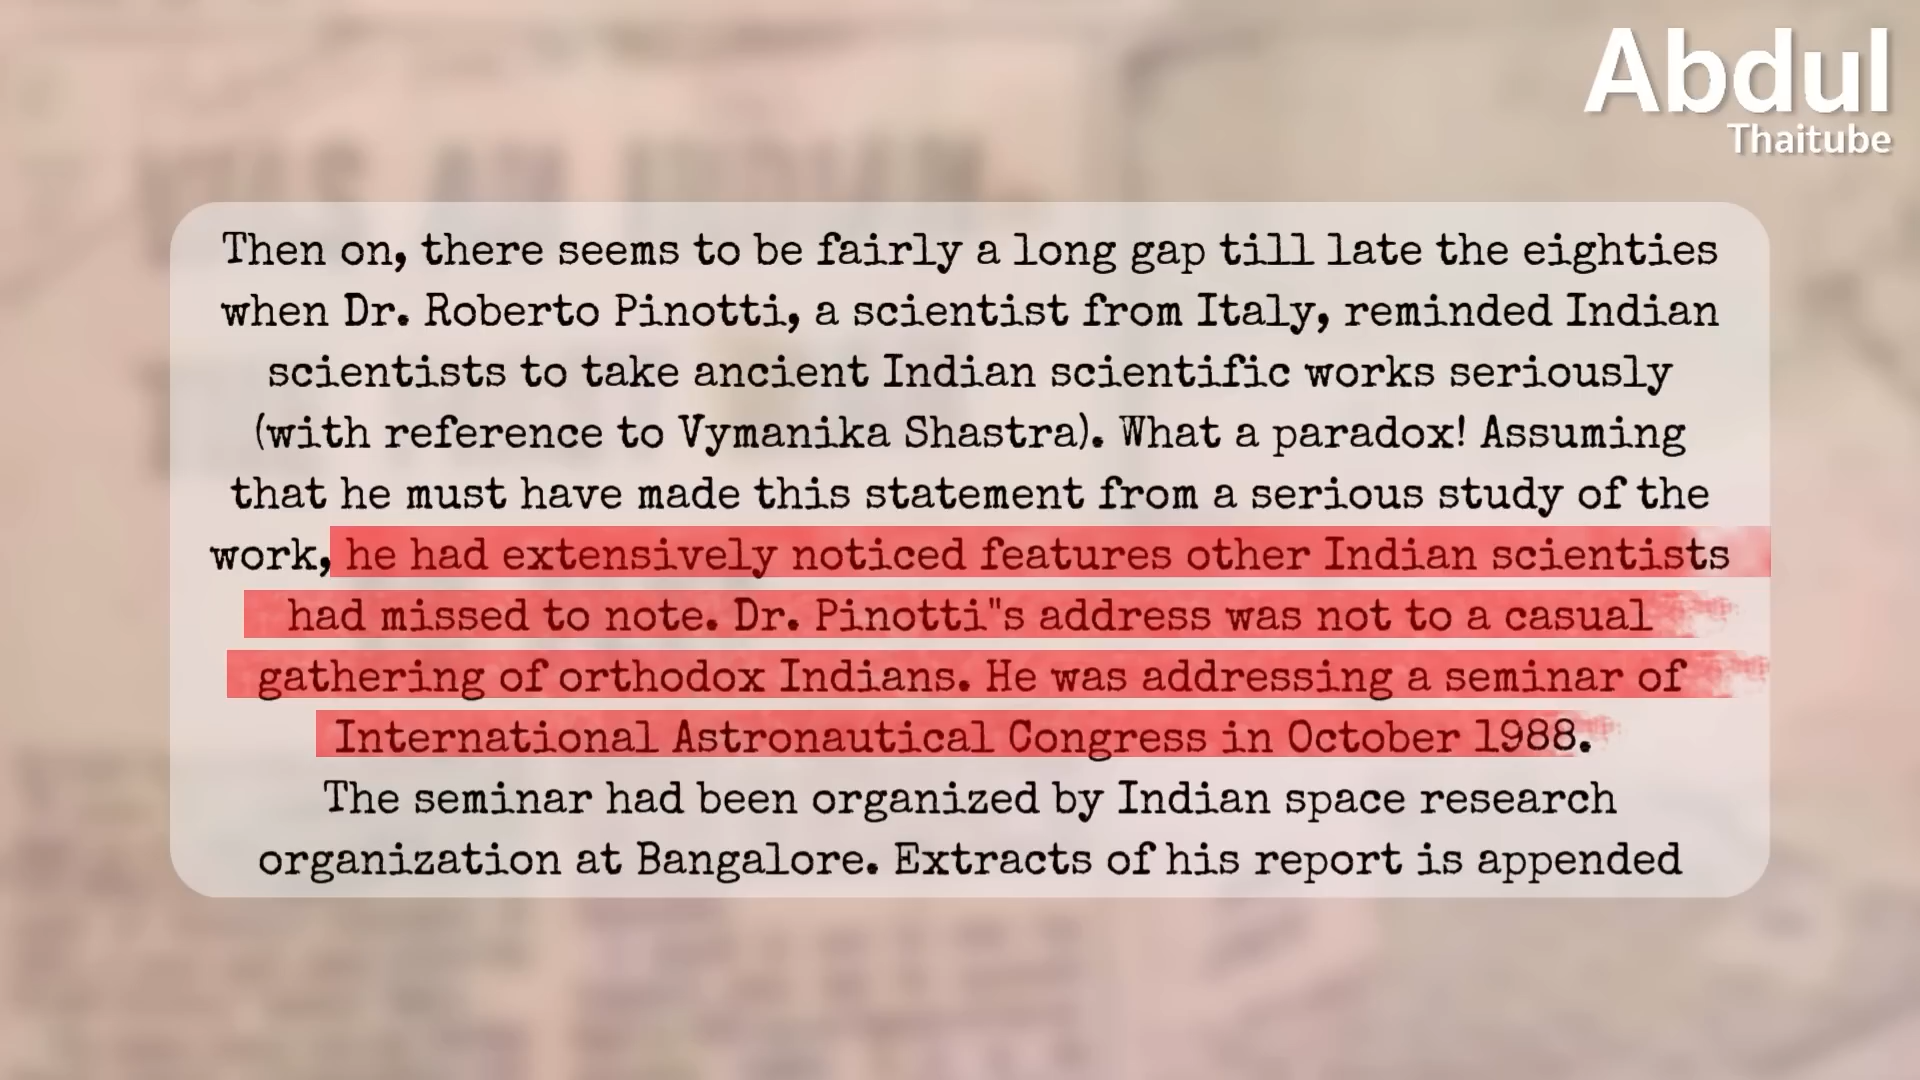 Abdul
Thaitube
Then on, there seems to be fairly a long gap till late the eighties
when Dr. Roberto Pinotti, a scientist from Italy, reminded Indian
scientists to take ancient Indian scientific works seriously
(with reference to Vymanika Shastra). What a paradox! Assuming
that he must have made this statement from a serious study of the
work, he had extensively noticed features other Indian scientists
had missed to note. Dr. Pinotti"s address was not to a casual
gathering of orthodox Indians. He was addressing a seminar of
International Astronautical Congress in October 1988.
The seminar had been organized by Indian space research
organization at Bangalore. Extracts of his report is appended